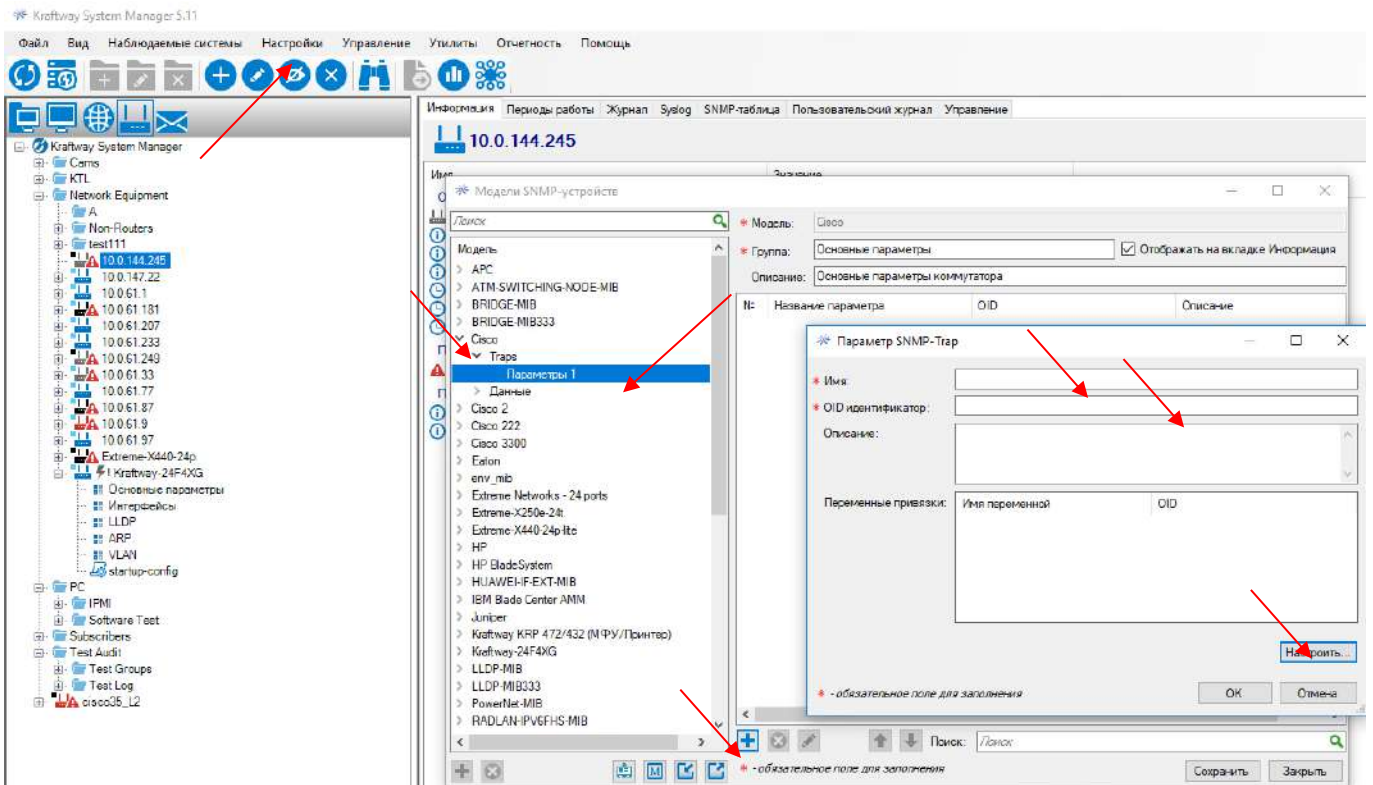 Kraftway System Manager 5.11
Файл Вид Наблюдаемые системы Настройки Управление Утилиты Отчетность Помощь
Kraftway System Manager
Cams
KTL
Network Equipment
A
Non-Routers
test111
10.0.144.245
10.0.147.22
10.0.61.1
10.0.61.181
10.0.61.207
10.0.61.233
10.0.61.249
10.0.61.33
10.0.61.77
10.0.61.87
10.0.61.9
10.0.61.97
Extreme-X440-24p
! Kraftway-24F4XG
Основные параметры
Интерфейсы
LLDP
ARP
VLAN
startup-config
PC
IPMI
Software Test
Subscribers
Test Audit
Test Groups
Test Log
cisco35_L2
Информация Периоды работы Журнал Syslog SNMP-таблица Пользовательский журнал Управление
10.0.144.245
Имя Значение
Модели SNMP-устройств
Поиск
Модель
APC
ATM-SWITCHING-NODE-MIB
BRIDGE-MIB
BRIDGE-MIB333
Cisco
Traps
Параметры 1
Данные
Cisco 2
Cisco 222
Cisco 3300
Eaton
env_mib
Extreme Networks - 24 ports
Extreme-X250e-24t
Extreme-X440-24p-lite
HP
HP BladeSystem
HUAWEI-IF-EXT-MIB
IBM Blade Center AMM
Juniper
Kraftway KRP 472/432 (МФУ/Принтер)
Kraftway-24F4XG
LLDP-MIB
LLDP-MIB333
PowerNet-MIB
RADLAN-IPV6FHS-MIB
* Модель: Cisco
* Группа: Основные параметры Отображать на вкладке Информация
Описание: Основные параметры коммутатора
№ Название параметра OID Описание
Параметр SNMP-Trap
* Имя:
* OID идентификатор:
Описание:
Переменные привязки: Имя переменной OID
Настроить...
* - обязательное поле для заполнения OK Отмена
Поиск: Поиск
* - обязательное поле для заполнения
Сохранить Закрыть